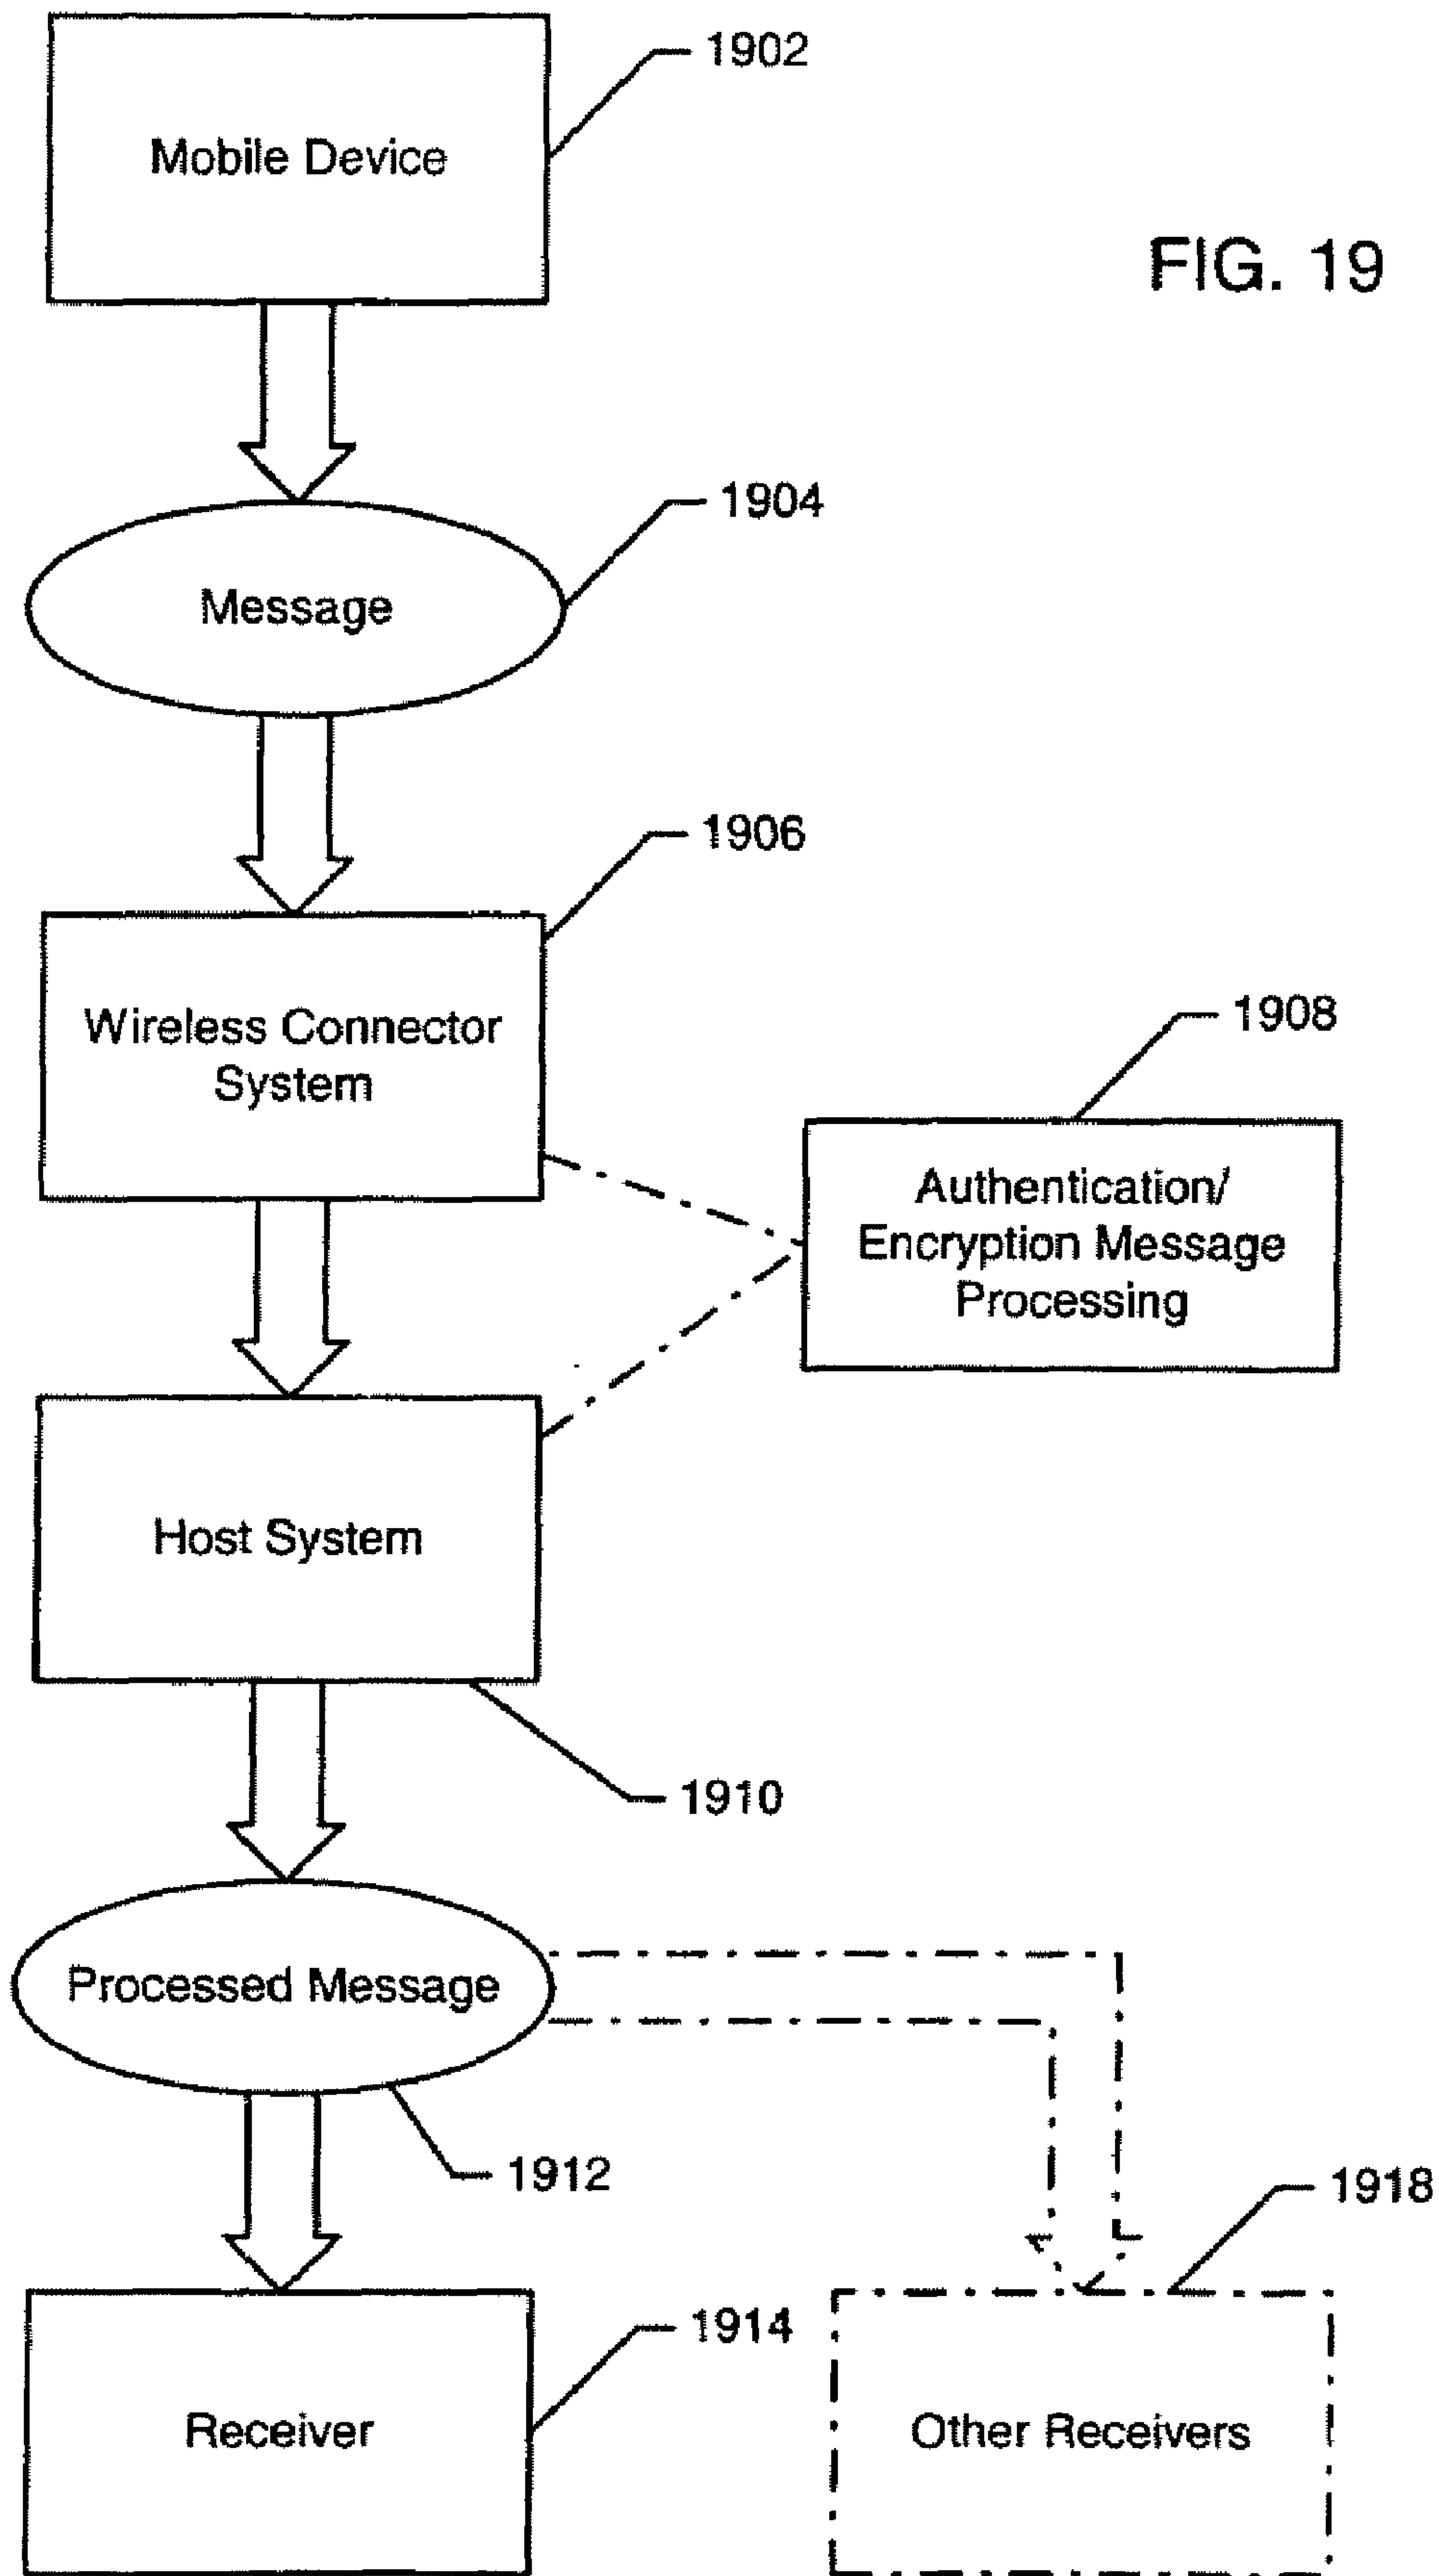 1902
Mobile Device
FIG. 19
1904
Message
1906
Wireless Connector
System
1908
Authentication/
Encryption Message
Processing
Host System
1910
Processed Message
1912
1918
1914
Receiver
Other Receivers